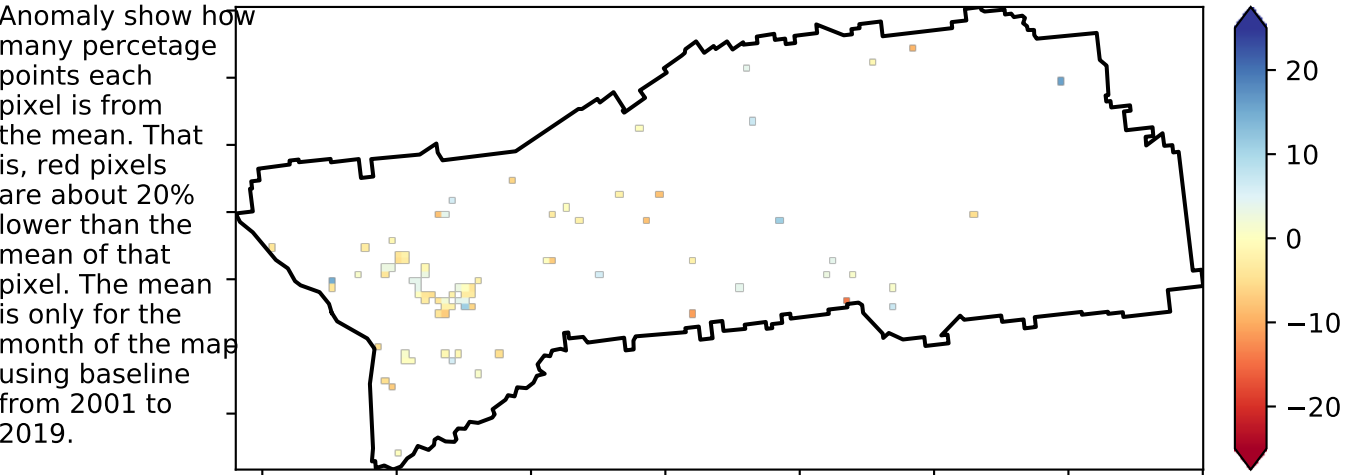 Anomaly show how
many percetage
points each
pixel is from
the mean. That
is, red pixels
are about 20%
lower than the
mean of that
pixel. The mean
is only for the
month of the map
using baseline
from 2001 to
2019.
20
10
0
−10
−20